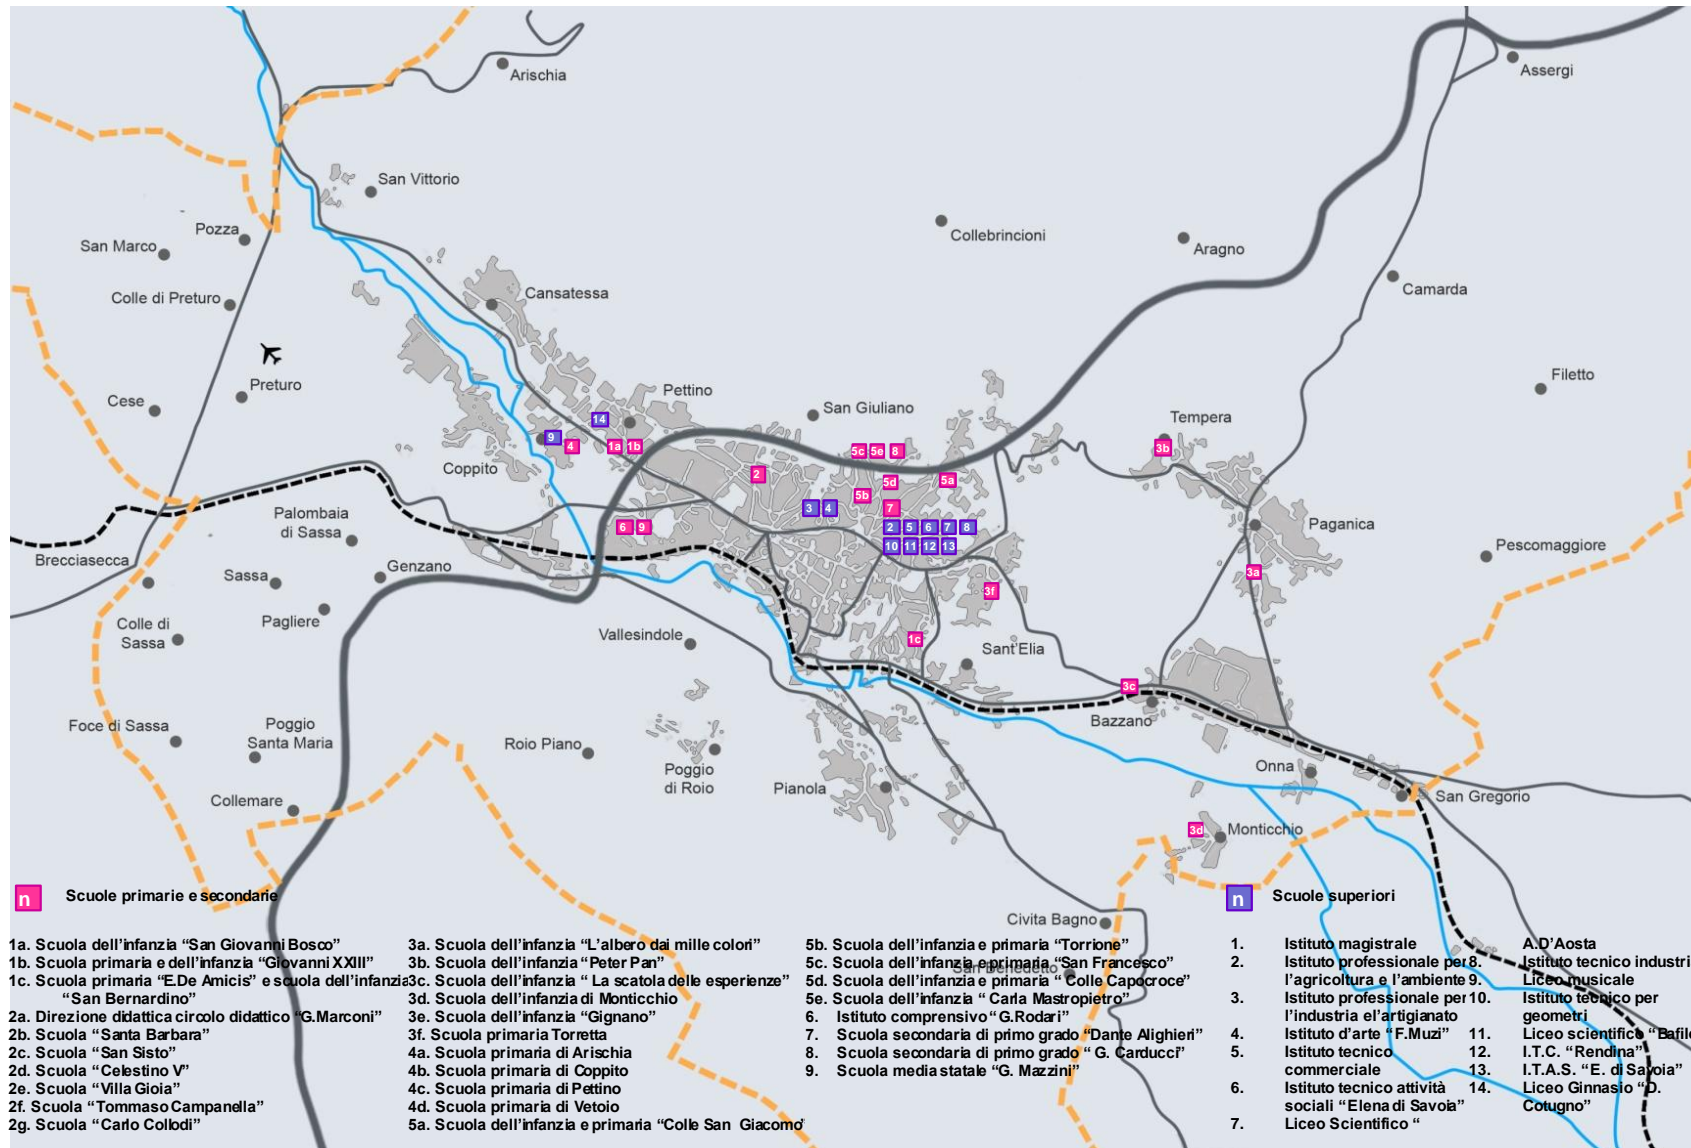 Arischia
Assergi
San Vittorio
Pozza
San Marco
Collebrincioni
Aragno
Colle di Preturo
Cansatessa
Camarda
Preturo
Cese
Pettino
San Giuliano
Filetto
Tempera
14
9
4
1a
1b
5c
5e
8
3b
Coppito
2
5d
5a
5b
3
4
7
6
9
2
5
6
7
8
10
11
12
13
Palombaia
di Sassa
Paganica
Pescomaggiore
Brecciasecca
Sassa
Genzano
3a
3f
Pagliere
Colle di
Sassa
Vallesindole
1c
Sant'Elia
3c
Bazzano
Foce di Sassa
Poggio
Santa Maria
Roio Piano
Poggio
di Roio
Pianola
Onna
San Gregorio
Collemare
3d
Monticchio
Civita Bagno
San Benedetto
n Scuole primarie e secondarie
1a. Scuola dell'infanzia “San Giovanni Bosco”
1b. Scuola primaria e dell'infanzia “Giovanni XXIII”
1c. Scuola primaria “E.De Amicis” e scuola dell'infanzia
“San Bernardino”
2a. Direzione didattica circolo didattico “G.Marconi”
2b. Scuola “Santa Barbara”
2c. Scuola “San Sisto”
2d. Scuola “Celestino V”
2e. Scuola “Villa Gioia”
2f. Scuola “Tommaso Campanella”
2g. Scuola “Carlo Collodi”
3a. Scuola dell'infanzia “L'albero dai mille colori”
3b. Scuola dell'infanzia “Peter Pan”
3c. Scuola dell'infanzia “ La scatola delle esperienze”
3d. Scuola dell'infanzia di Monticchio
3e. Scuola dell'infanzia “Gignano”
3f. Scuola primaria Torretta
4a. Scuola primaria di Arischia
4b. Scuola primaria di Coppito
4c. Scuola primaria di Pettino
4d. Scuola primaria di Vetoio
5a. Scuola dell'infanzia e primaria “Colle San Giacomo”
5b. Scuola dell'infanzia e primaria “Torrione”
5c. Scuola dell'infanzia e primaria “San Francesco”
5d. Scuola dell'infanzia e primaria “ Colle Capocroce”
5e. Scuola dell'infanzia “ Carla Mastropietro”
6. Istituto comprensivo “G.Rodari”
7. Scuola secondaria di primo grado “Dante Alighieri”
8. Scuola secondaria di primo grado “ G. Carducci”
9. Scuola media statale “G. Mazzini”
n Scuole superiori
1. Istituto magistrale
2. Istituto professionale per
l'agricoltura e l'ambiente
3. Istituto professionale per
l'industria el'artigianato
4. Istituto d'arte “F.Muzi”
5. Istituto tecnico
commerciale
6. Istituto tecnico attività
sociali “Elena di Savoia”
7. Liceo Scientifico “
A.D'Aosta
8. Istituto tecnico industri
9. Liceo musicale
10. Istituto tecnico per
geometri
11. Liceo scientifico “Bafil
12. I.T.C. “Rendina”
13. I.T.A.S. “E. di Savoia”
14. Liceo Ginnasio “D.
Cotugno”